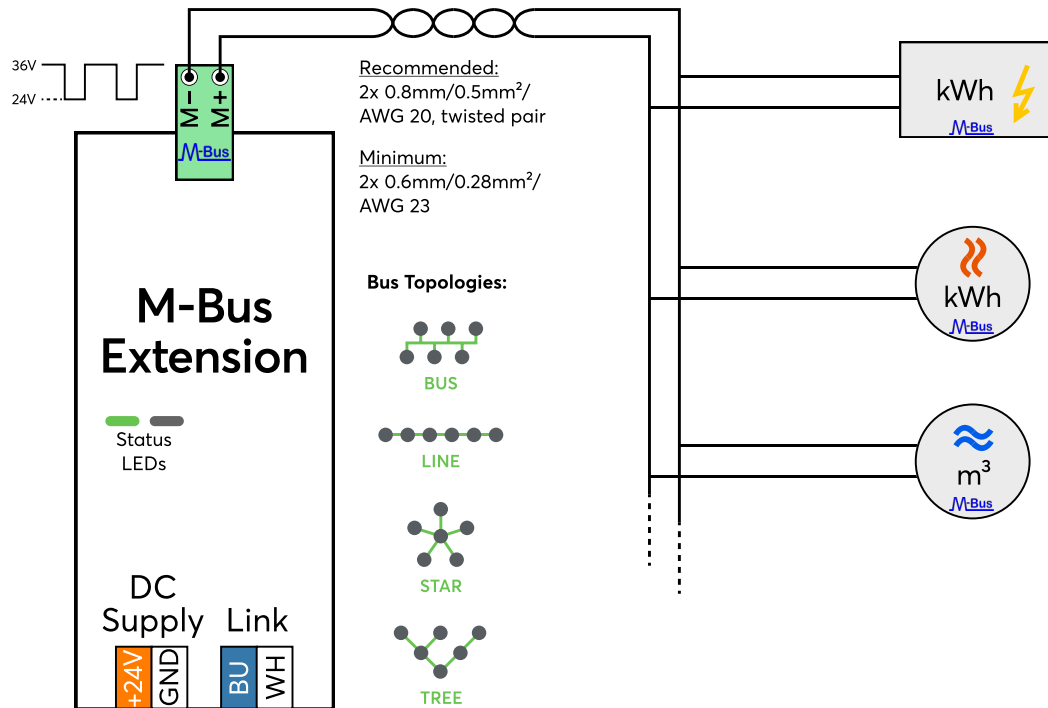 36V
24V
M-
M+
M-Bus
Recommended:
2x 0.8mm/0.5mm²/
AWG 20, twisted pair
Minimum:
2x 0.6mm/0.28mm²/
AWG 23
kWh
M-Bus
kWh
M-Bus
m³
M-Bus
Bus Topologies:
BUS
LINE
STAR
TREE
M-Bus
Extension
Status
LEDs
DC
Supply
Link
+24V
GND
BU
WH